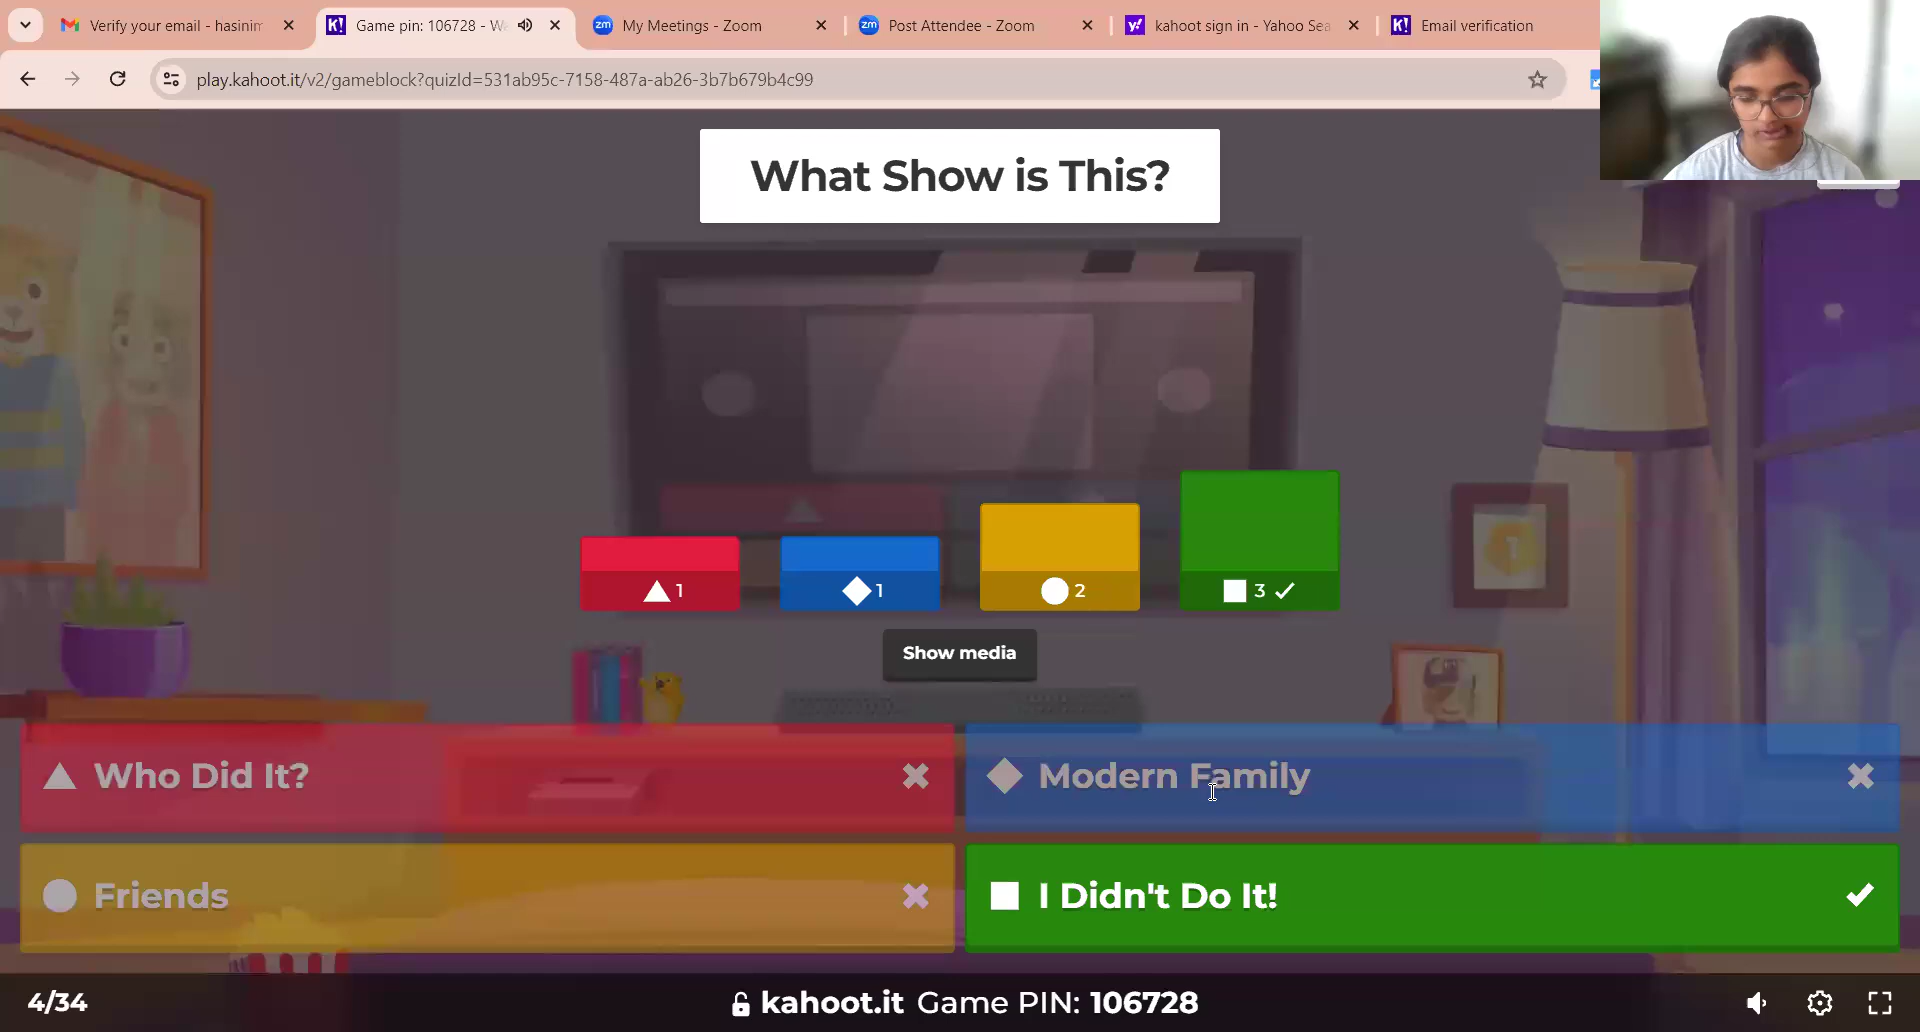 Verify your email - hasinim
Game pin: 106728 - Wa
My Meetings - Zoom
Post Attendee - Zoom
kahoot sign in - Yahoo Sea
Email verification
play.kahoot.it/v2/gameblock?quizId=531ab95c-7158-487a-ab26-3b7b679b4c99
What Show is This?
1
1
2
3
Show media
Who Did It?
Modern Family
Friends
I Didn't Do It!
4/34
kahoot.it Game PIN: 106728